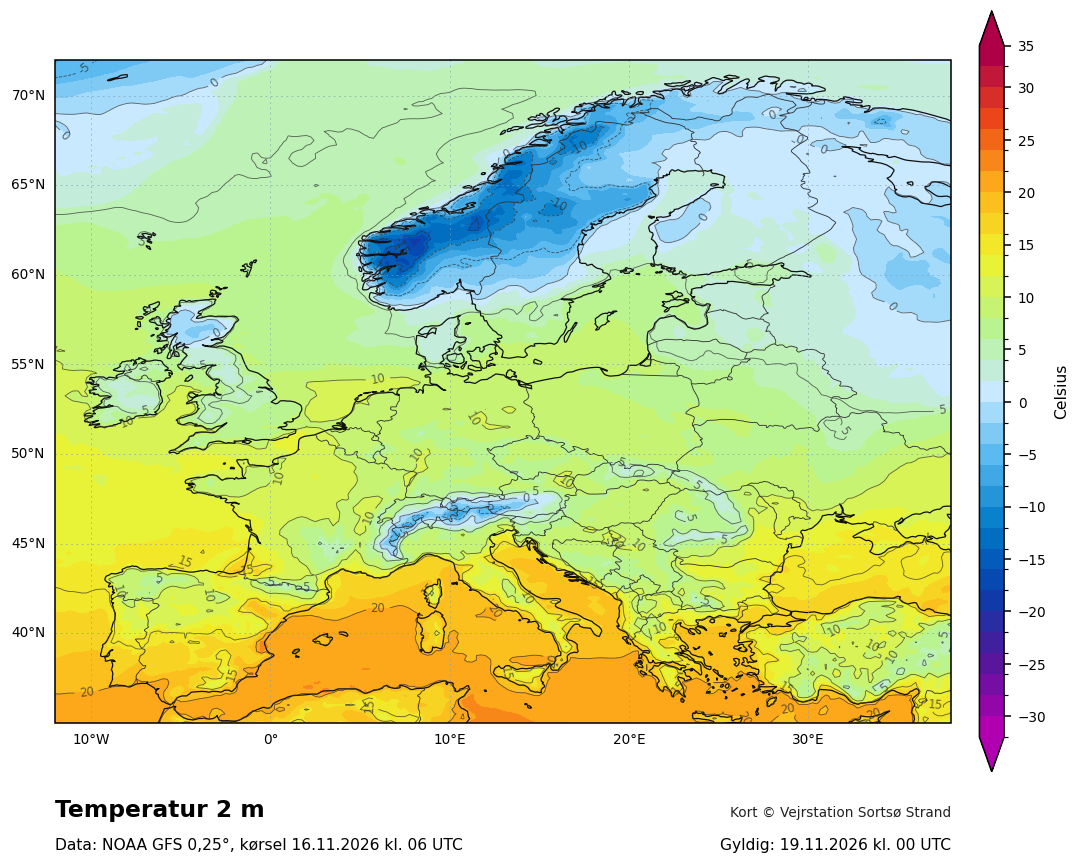 70°N
65°N
60°N
55°N
50°N
45°N
40°N
10°W 0° 10°E 20°E 30°E
35
30
25
20
15
10
5
0
−5
−10
−15
−20
−25
−30
Celsius
Temperatur 2 m
Kort © Vejrstation Sortsø Strand
Data: NOAA GFS 0,25°, kørsel 16.11.2026 kl. 06 UTC
Gyldig: 19.11.2026 kl. 00 UTC